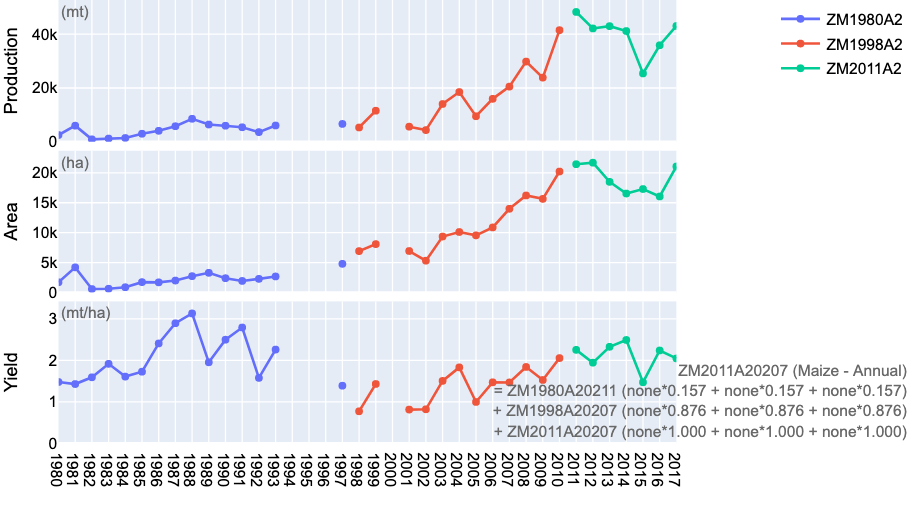 (mt)
Production
40k
20k
0
ZM1980A2
ZM1998A2
ZM2011A2
(ha)
Area
20k
15k
10k
5k
0
(mt/ha)
Yield
3
2
1
0
ZM2011A20207 (Maize - Annual)
= ZM1980A20211 (none*0.157 + none*0.157 + none*0.157)
+ ZM1998A20207 (none*0.876 + none*0.876 + none*0.876)
+ ZM2011A20207 (none*1.000 + none*1.000 + none*1.000)
1980
1981
1982
1983
1984
1985
1986
1987
1988
1989
1990
1991
1992
1993
1994
1995
1996
1997
1998
1999
2000
2001
2002
2003
2004
2005
2006
2007
2008
2009
2010
2011
2012
2013
2014
2015
2016
2017